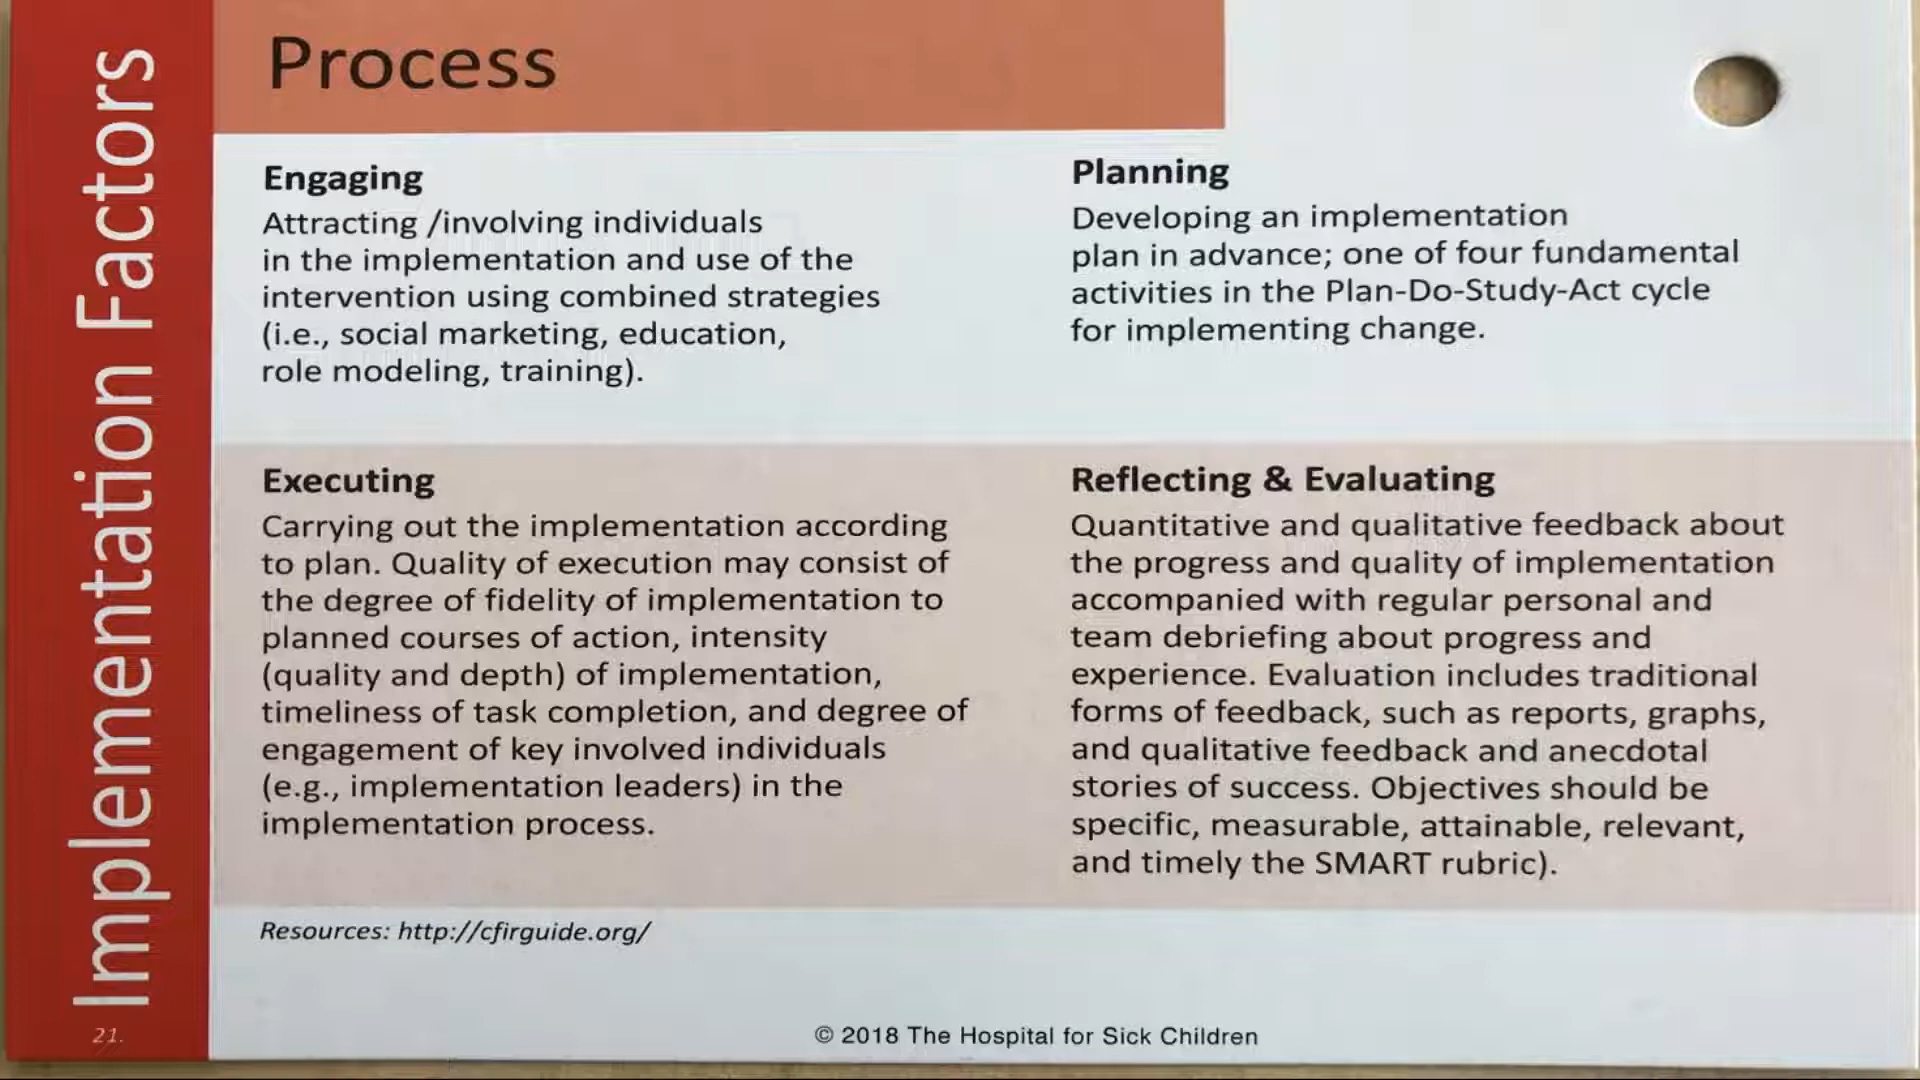 Implementation Factors
21.
Process
Engaging
Attracting /involving individuals
in the implementation and use of the
intervention using combined strategies
(i.e., social marketing, education,
role modeling, training).
Planning
Developing an implementation
plan in advance; one of four fundamental
activities in the Plan-Do-Study-Act cycle
for implementing change.
Executing
Carrying out the implementation according
to plan. Quality of execution may consist of
the degree of fidelity of implementation to
planned courses of action, intensity
(quality and depth) of implementation,
timeliness of task completion, and degree of
engagement of key involved individuals
(e.g., implementation leaders) in the
implementation process.
Reflecting & Evaluating
Quantitative and qualitative feedback about
the progress and quality of implementation
accompanied with regular personal and
team debriefing about progress and
experience. Evaluation includes traditional
forms of feedback, such as reports, graphs,
and qualitative feedback and anecdotal
stories of success. Objectives should be
specific, measurable, attainable, relevant,
and timely the SMART rubric).
Resources: http://cfirguide.org/
© 2018 The Hospital for Sick Children